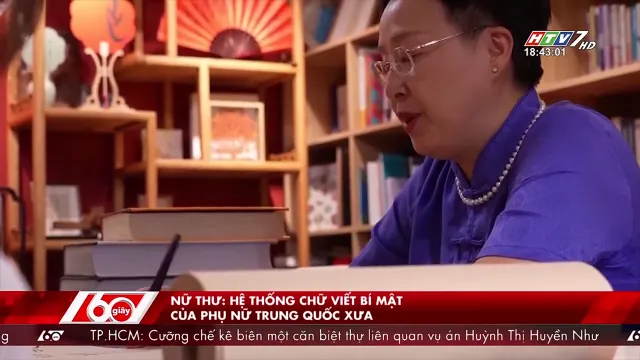 HTV7 HD
18:43:01
60 giây
NỮ THƯ: HỆ THỐNG CHỮ VIẾT BÍ MẬT
CỦA PHỤ NỮ TRUNG QUỐC XƯA
TP.HCM: Cưỡng chế kê biên một căn biệt thự liên quan vụ án Huỳnh Thị Huyền Như